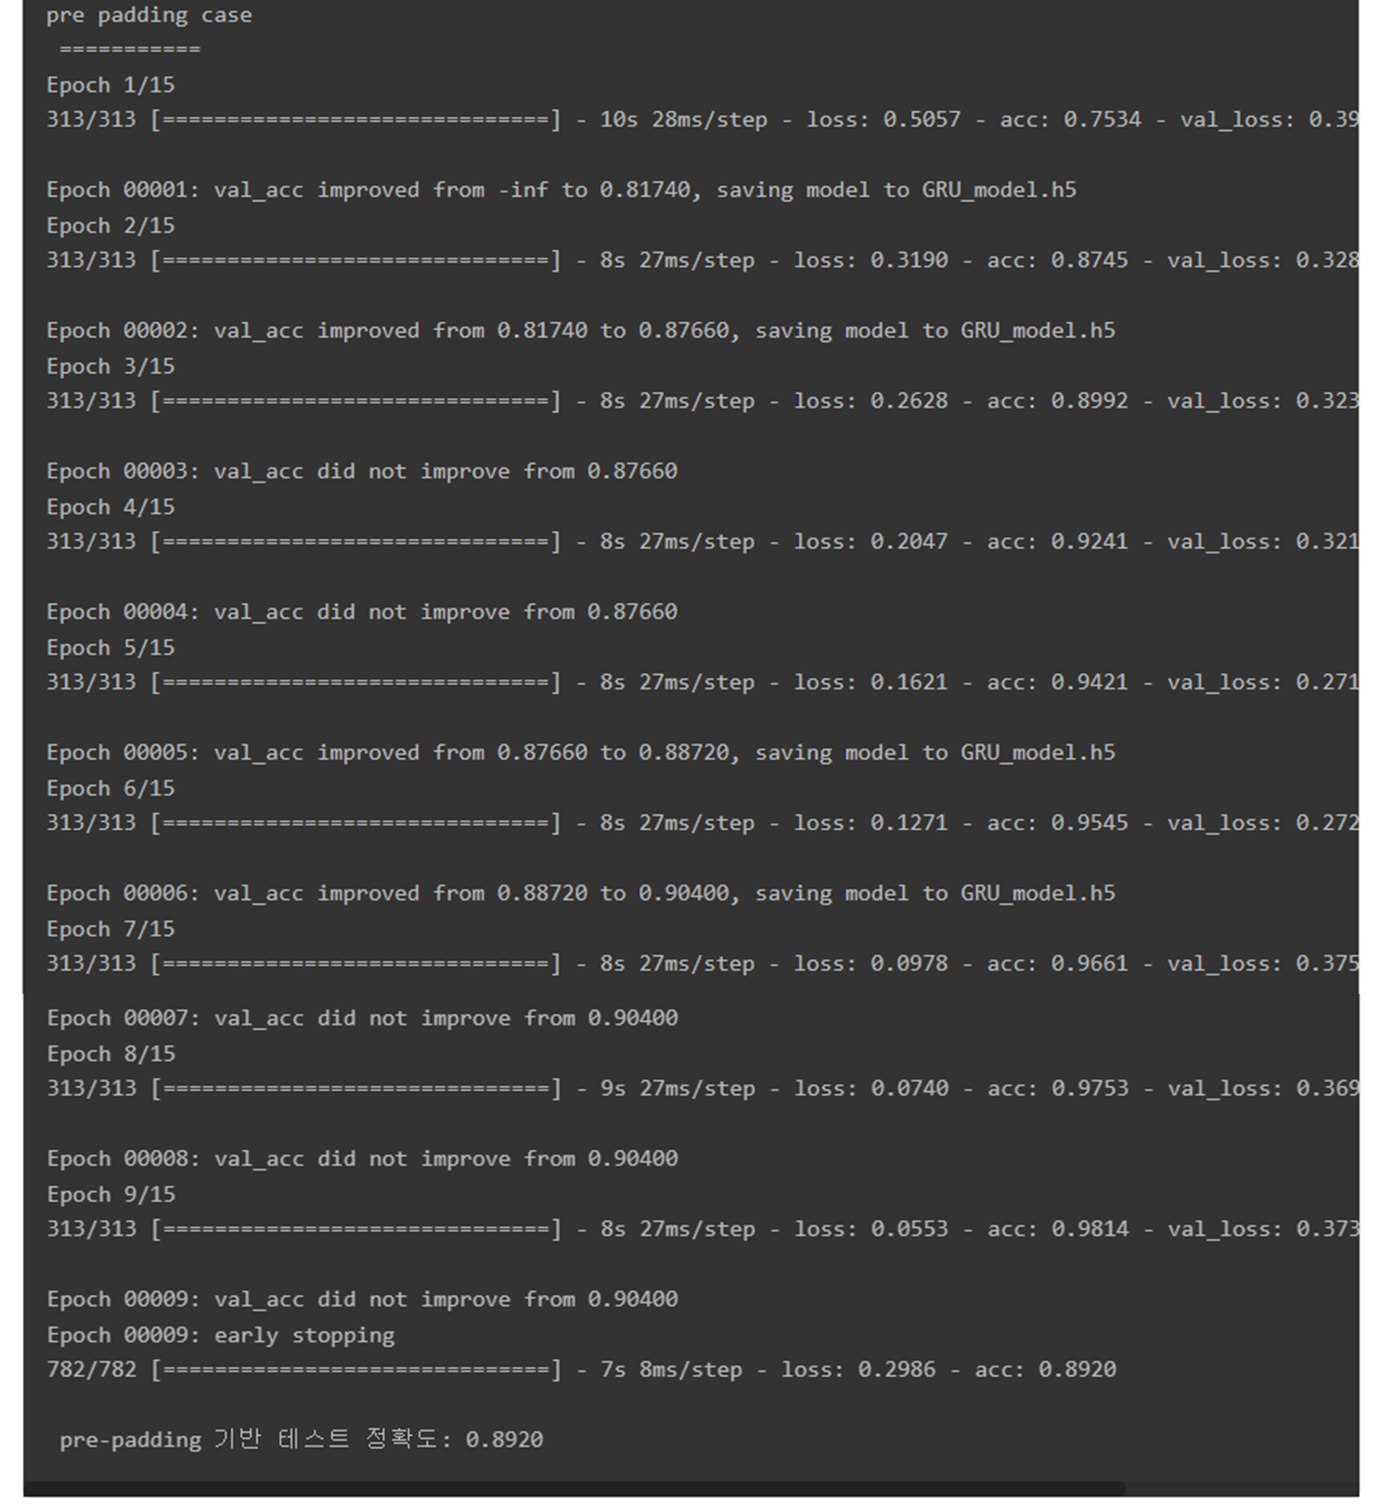 pre padding case
===========
Epoch 1/15
313/313 [==============================] - 10s 28ms/step - loss: 0.5057 - acc: 0.7534 - val_loss: 0.39
Epoch 00001: val_acc improved from -inf to 0.81740, saving model to GRU_model.h5
Epoch 2/15
313/313 [==============================] - 8s 27ms/step - loss: 0.3190 - acc: 0.8745 - val_loss: 0.328
Epoch 00002: val_acc improved from 0.81740 to 0.87660, saving model to GRU_model.h5
Epoch 3/15
313/313 [==============================] - 8s 27ms/step - loss: 0.2628 - acc: 0.8992 - val_loss: 0.323
Epoch 00003: val_acc did not improve from 0.87660
Epoch 4/15
313/313 [==============================] - 8s 27ms/step - loss: 0.2047 - acc: 0.9241 - val_loss: 0.321
Epoch 00004: val_acc did not improve from 0.87660
Epoch 5/15
313/313 [==============================] - 8s 27ms/step - loss: 0.1621 - acc: 0.9421 - val_loss: 0.271
Epoch 00005: val_acc improved from 0.87660 to 0.88720, saving model to GRU_model.h5
Epoch 6/15
313/313 [==============================] - 8s 27ms/step - loss: 0.1271 - acc: 0.9545 - val_loss: 0.272
Epoch 00006: val_acc improved from 0.88720 to 0.90400, saving model to GRU_model.h5
Epoch 7/15
313/313 [==============================] - 8s 27ms/step - loss: 0.0978 - acc: 0.9661 - val_loss: 0.375
Epoch 00007: val_acc did not improve from 0.90400
Epoch 8/15
313/313 [==============================] - 9s 27ms/step - loss: 0.0740 - acc: 0.9753 - val_loss: 0.369
Epoch 00008: val_acc did not improve from 0.90400
Epoch 9/15
313/313 [==============================] - 8s 27ms/step - loss: 0.0553 - acc: 0.9814 - val_loss: 0.373
Epoch 00009: val_acc did not improve from 0.90400
Epoch 00009: early stopping
782/782 [==============================] - 7s 8ms/step - loss: 0.2986 - acc: 0.8920
pre-padding 기반 테스트 정확도: 0.8920